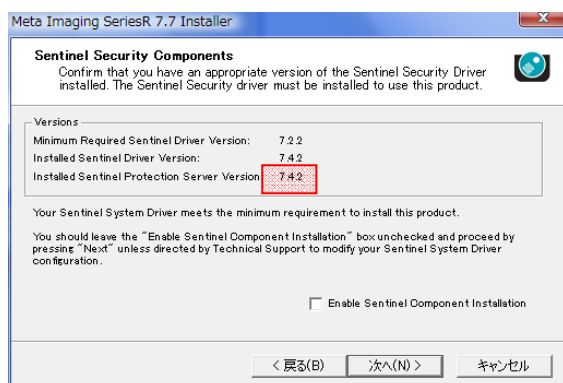 Meta Imaging SeriesR 7.7 Installer
Sentinel Security Components
Confirm that you have an appropriate version of the Sentinel Security Driver
installed. The Sentinel Security driver must be installed to use this product.
Versions
Minimum Required Sentinel Driver Version: 7.2.2
Installed Sentinel Driver Version: 7.4.2
Installed Sentinel Protection Server Version 7.4.2
Your Sentinel System Driver meets the minimum requirement to install this product.
You should leave the "Enable Sentinel Component Installation" box unchecked and proceed by
pressing "Next" unless directed by Technical Support to modify your Sentinel System Driver
configuration.
Enable Sentinel Component Installation
< 戻る(B) 次へ(N) > キャンセル